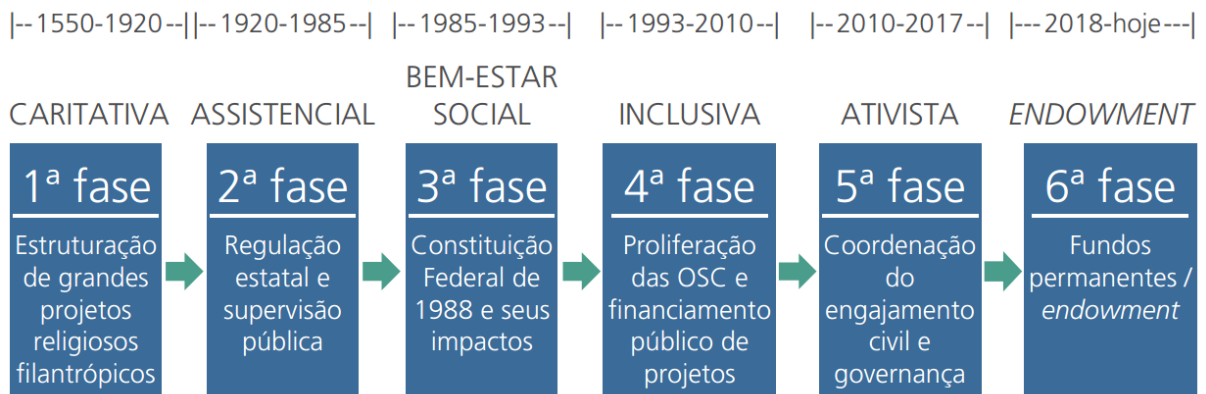 |--1550-1920--||--1920-1985--| |--1985-1993--| |--1993-2010--| |--2010-2017--| |---2018-hoje---|
CARITATIVA
ASSISTENCIAL
BEM-ESTAR
SOCIAL
INCLUSIVA
ATIVISTA
ENDOWMENT
1ª fase
Estruturação
de grandes
projetos
religiosos
filantrópicos
2ª fase
Regulação
estatal e
supervisão
pública
3ª fase
Constituição
Federal de
1988 e seus
impactos
4ª fase
Proliferação
das OSC e
financiamento
público de
projetos
5ª fase
Coordenação
do
engajamento
civil e
governança
6ª fase
Fundos
permanentes /
endowment